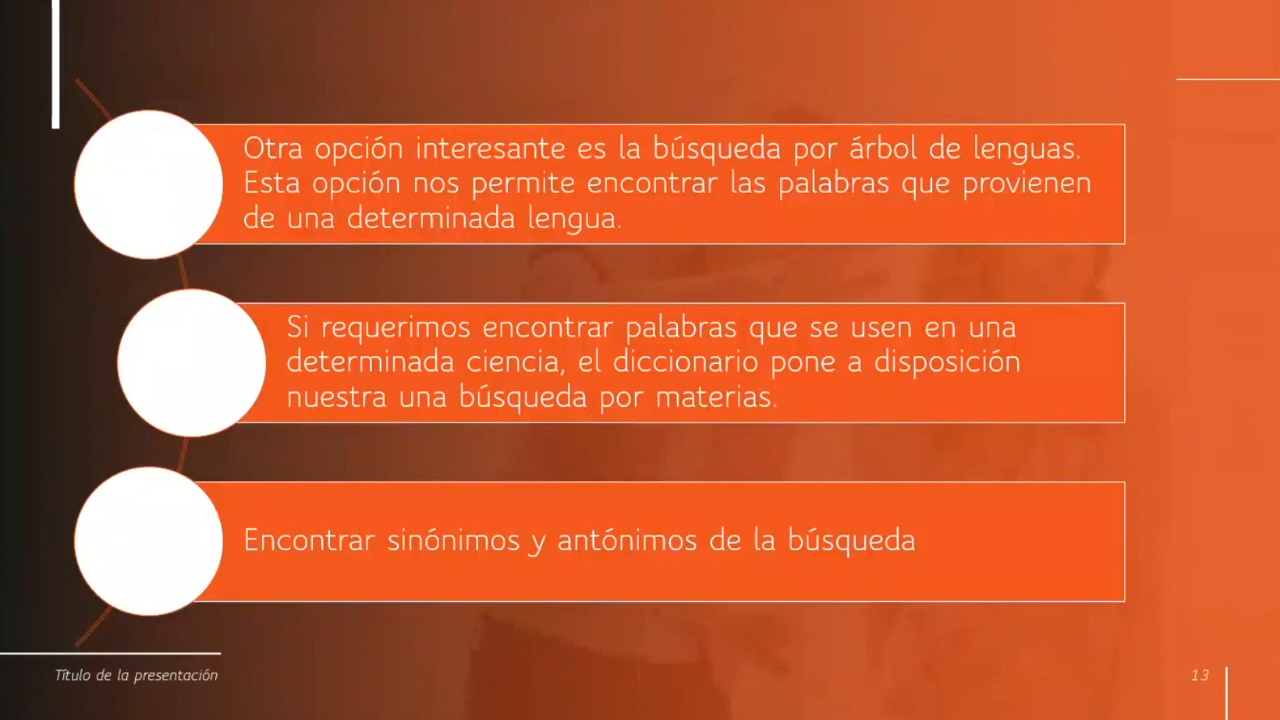 Otra opción interesante es la búsqueda por árbol de lenguas.
Esta opción nos permite encontrar las palabras que provienen
de una determinada lengua.
Si requerimos encontrar palabras que se usen en una
determinada ciencia, el diccionario pone a disposición
nuestra una búsqueda por materias.
Encontrar sinónimos y antónimos de la búsqueda
Título de la presentación
13